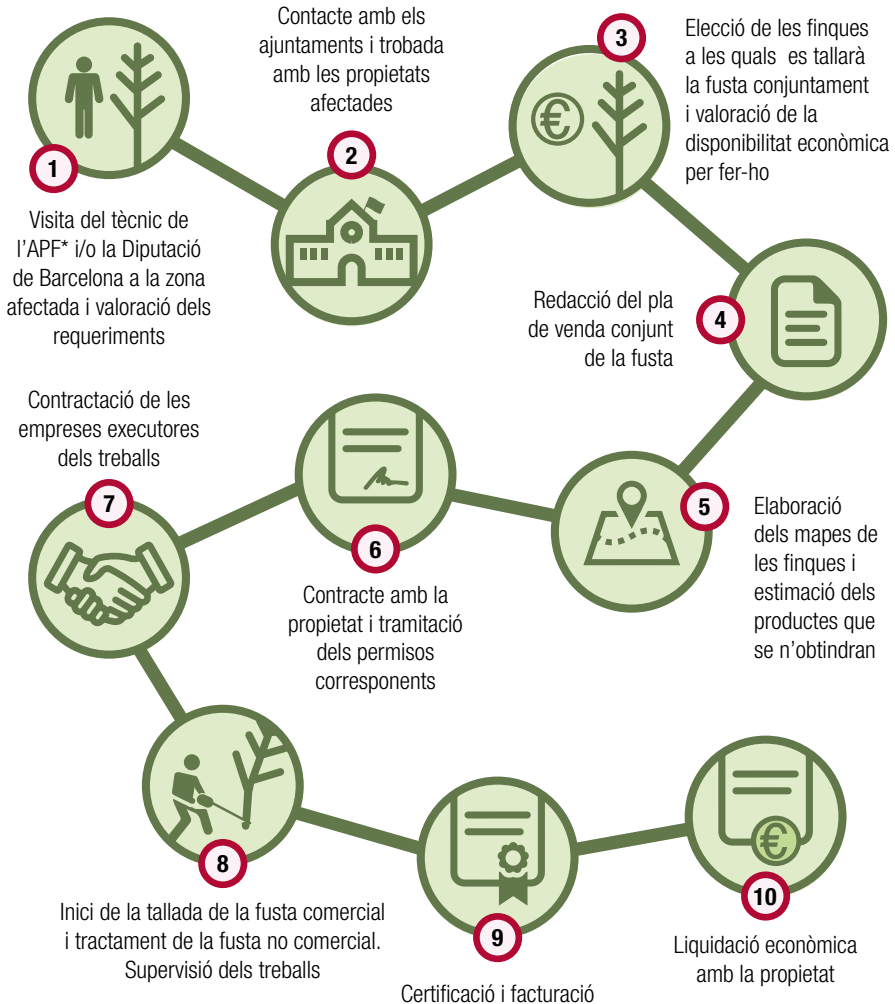 1
Visita del tècnic de
l'APF* i/o la Diputació
de Barcelona a la zona
afectada i valoració dels
requeriments
Contacte amb els
ajuntaments i trobada
amb les propietats
afectades
2
3
Elecció de les finques
a les quals es tallarà
la fusta conjuntament
i valoració de la
disponibilitat econòmica
per fer-ho
€
Redacció del pla
de venda conjunt
de la fusta
4
5
Elaboració
dels mapes de
les finques i
estimació dels
productes que
se n'obtindran
6
Contracte amb la
propietat i tramitació
dels permisos
corresponents
Contractació de les
empreses executores
dels treballs
7
8
Inici de la tallada de la fusta comercial
i tractament de la fusta no comercial.
Supervisió dels treballs
9
Certificació i facturació
€
10
Liquidació econòmica
amb la propietat